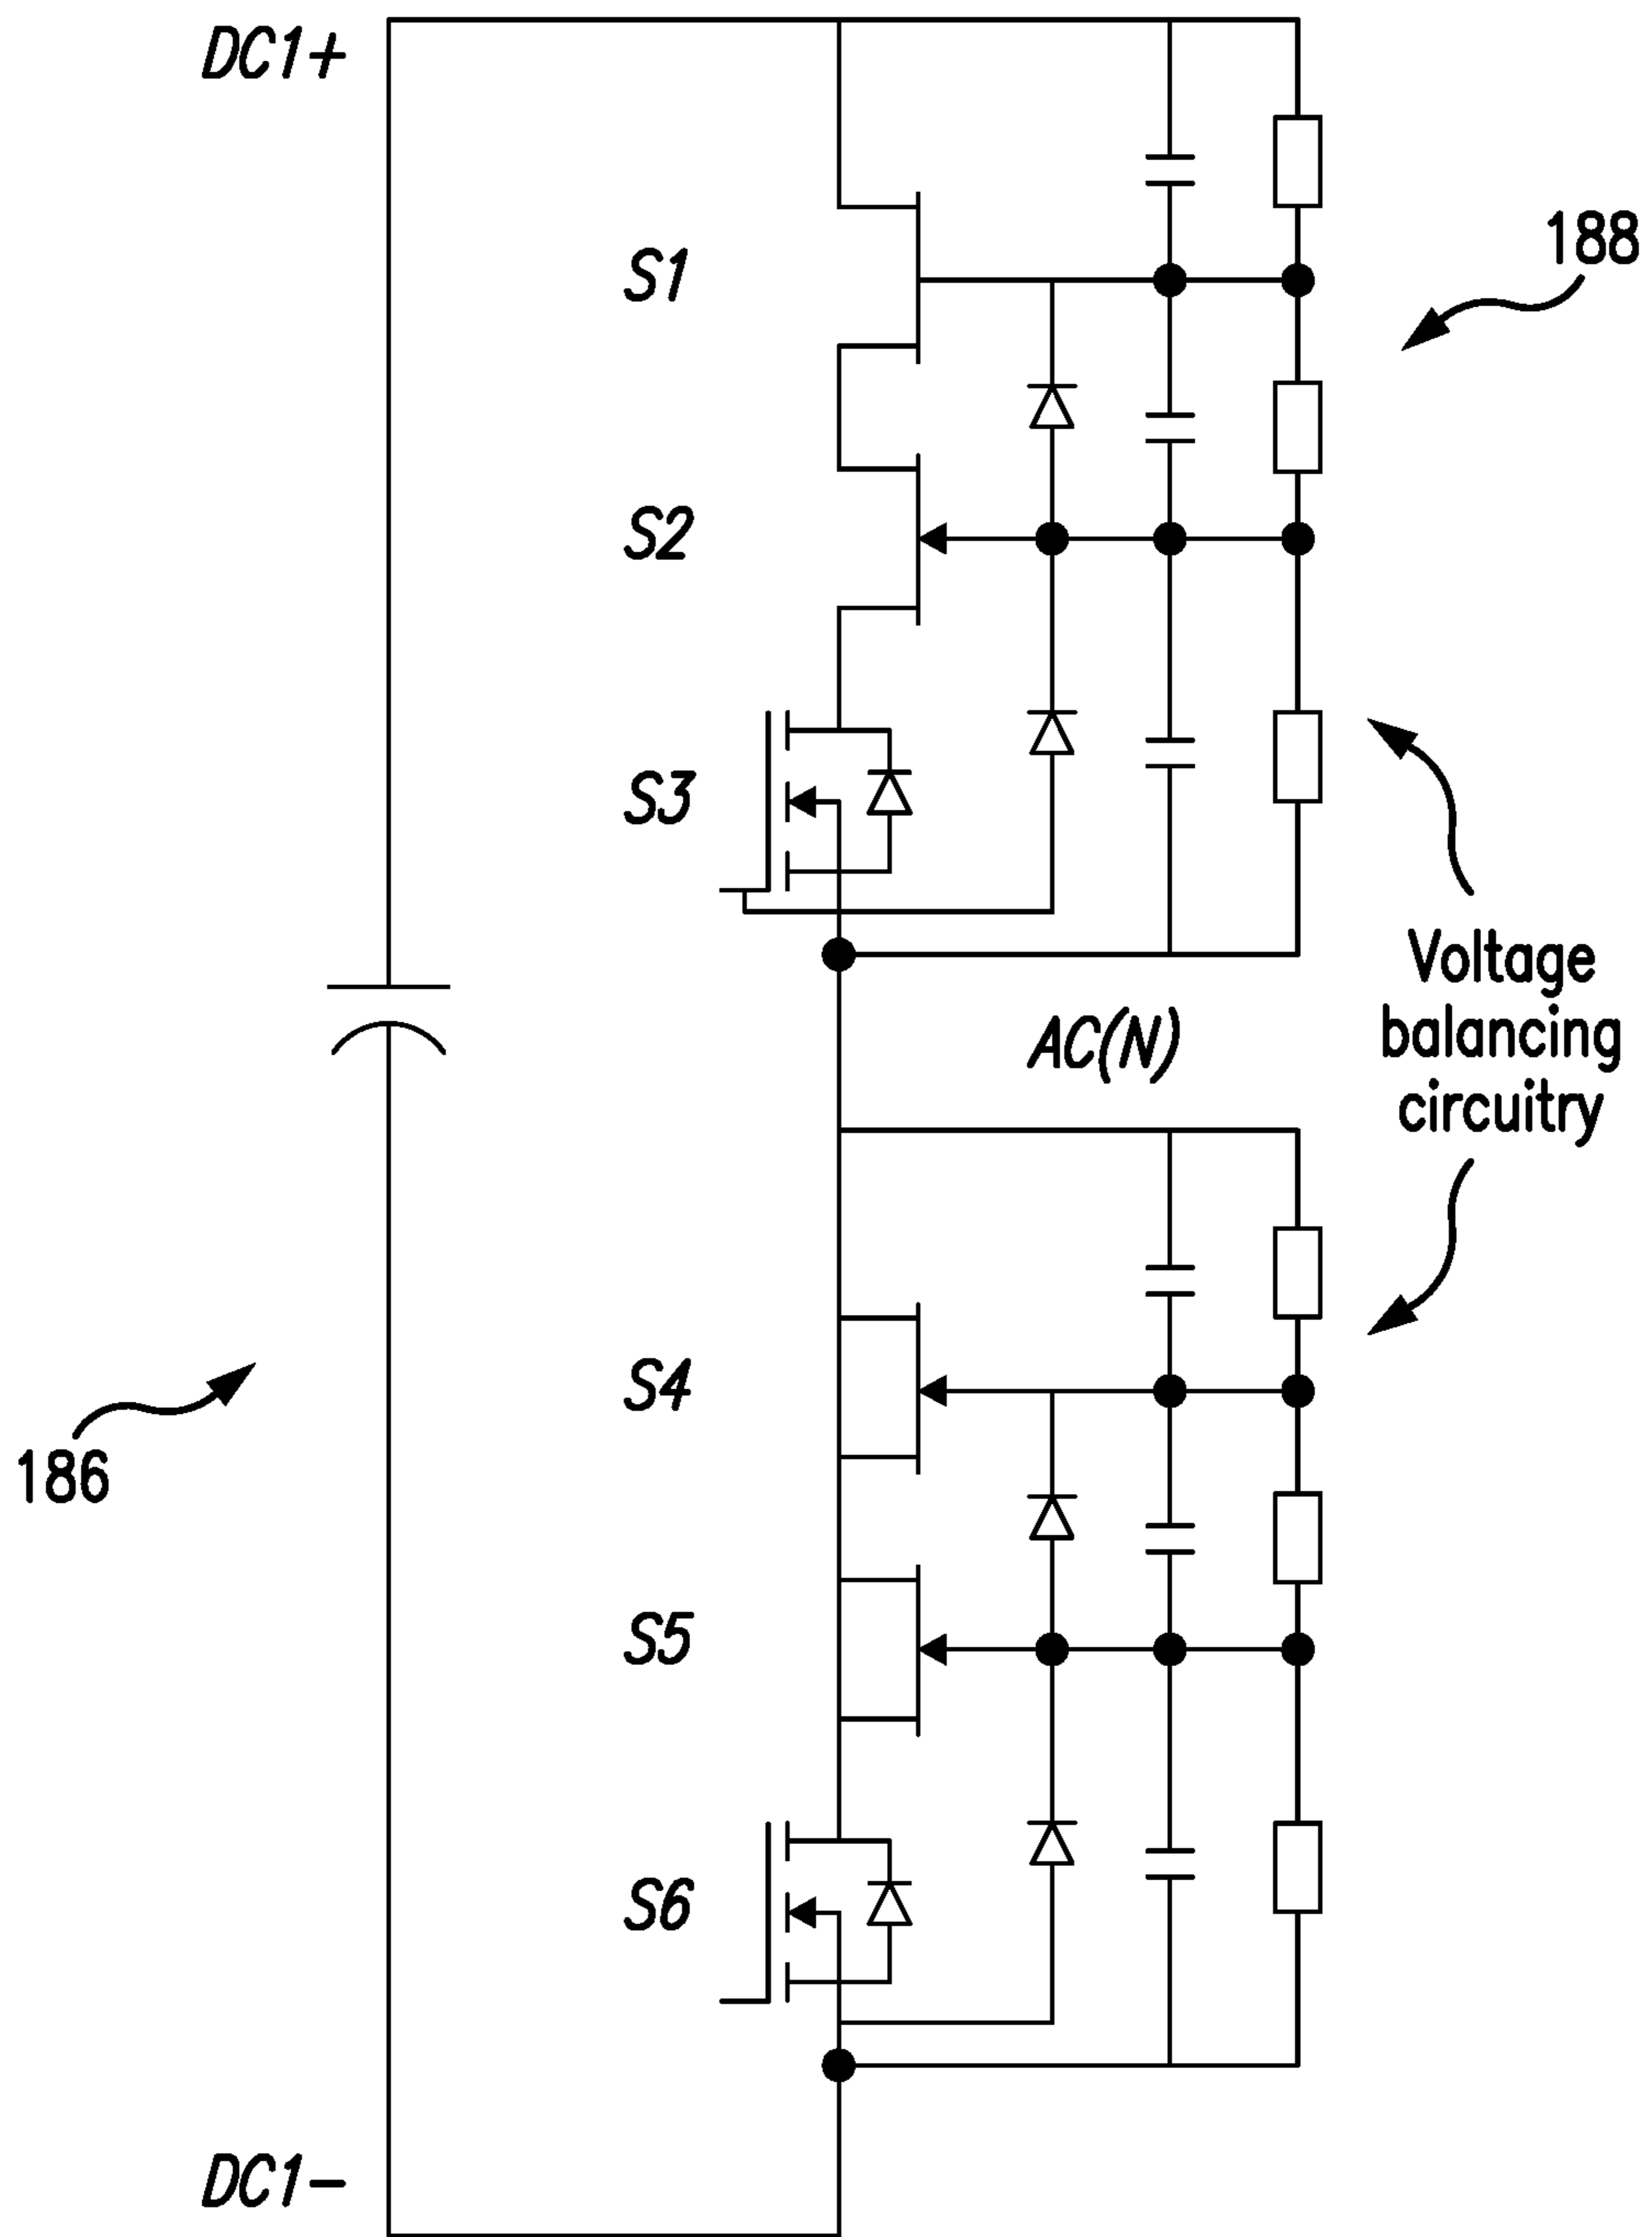 DC1+
S1
188
S2
S3
Voltage
balancing
circuitry
AC(N)
S4
186
S5
S6
DC1-